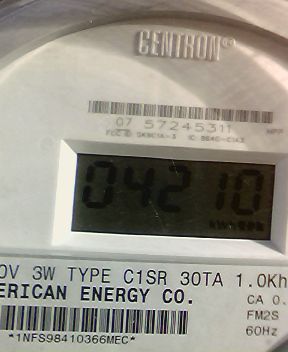 CENTRON®
07 57245311
04210
0V 3W TYPE C1SR 30TA 1.0Kh
ERICAN ENERGY CO.
CA 0.
FM2S
*1NFS98410366MEC*
60Hz